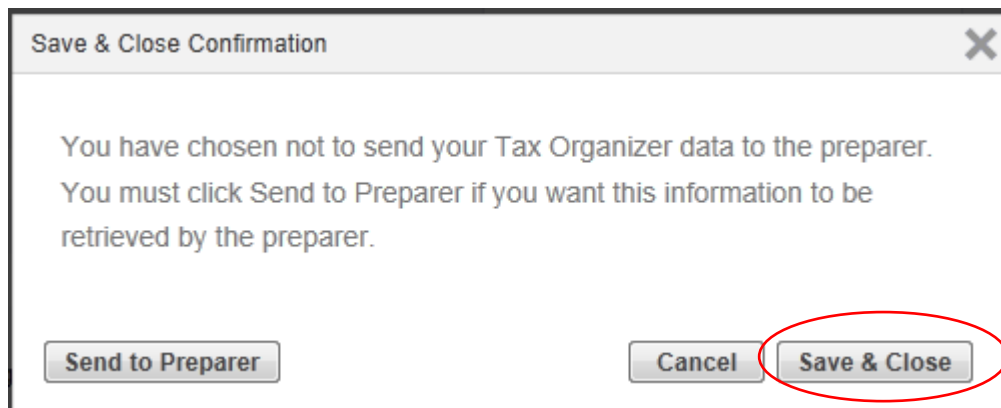 Save & Close Confirmation
You have chosen not to send your Tax Organizer data to the preparer.
You must click Send to Preparer if you want this information to be
retrieved by the preparer.
Send to Preparer Cancel Save & Close